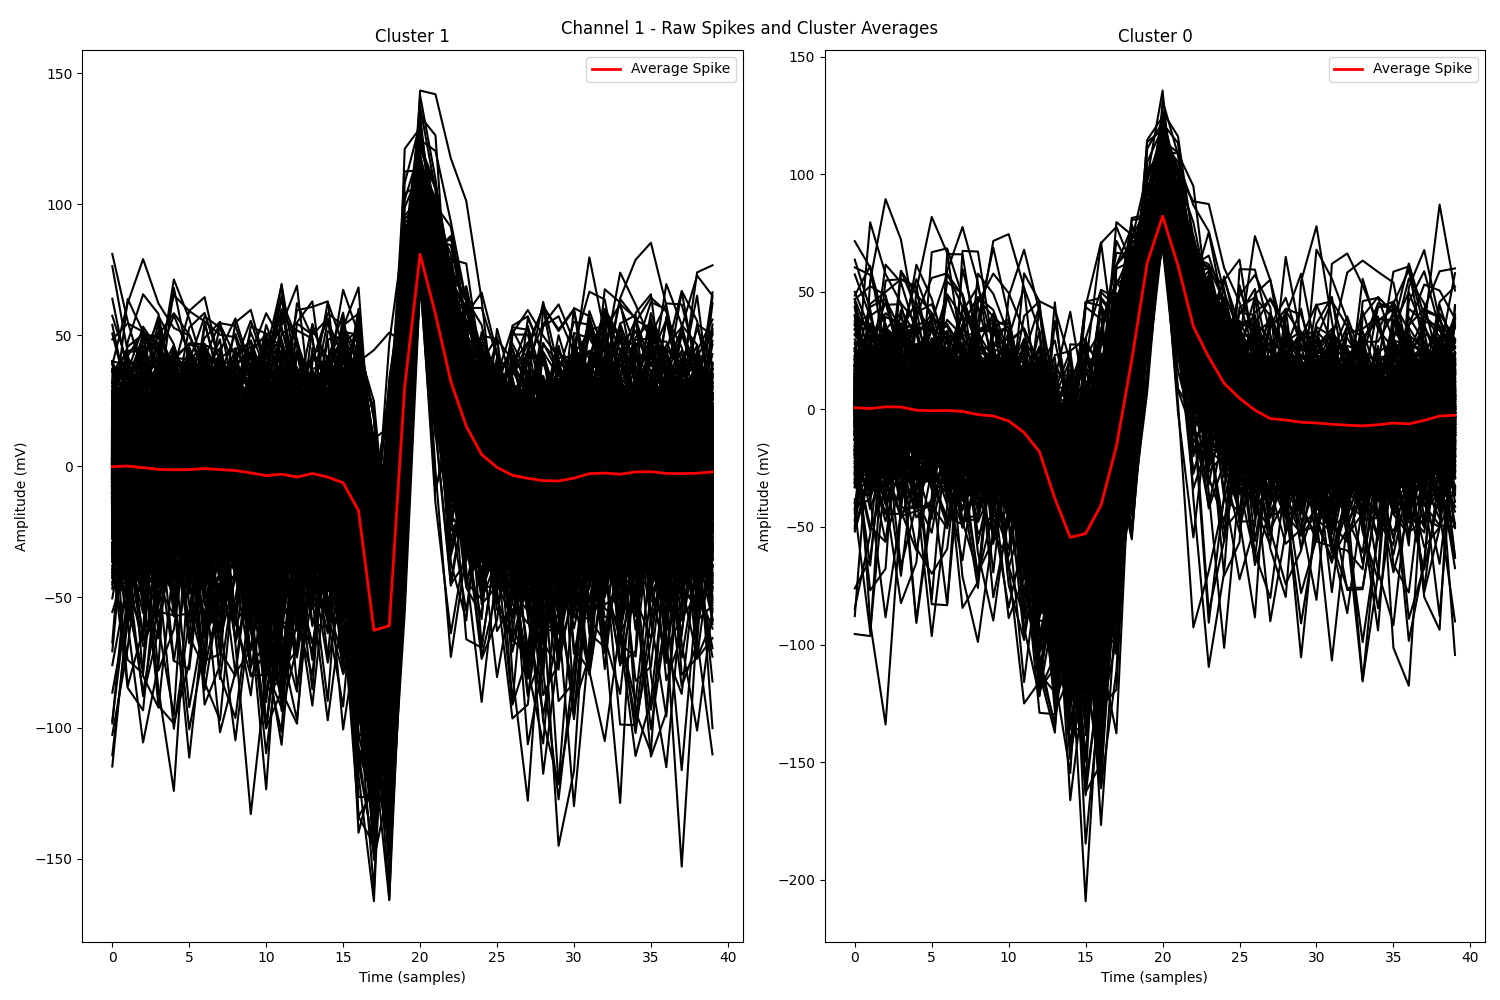 Channel 1 - Raw Spikes and Cluster Averages
Cluster 1
Average Spike
150
100
50
0
−50
−100
−150
Amplitude (mV)
0 5 10 15 20 25 30 35 40
Time (samples)
Cluster 0
Average Spike
150
100
50
0
−50
−100
−150
−200
Amplitude (mV)
0 5 10 15 20 25 30 35 40
Time (samples)